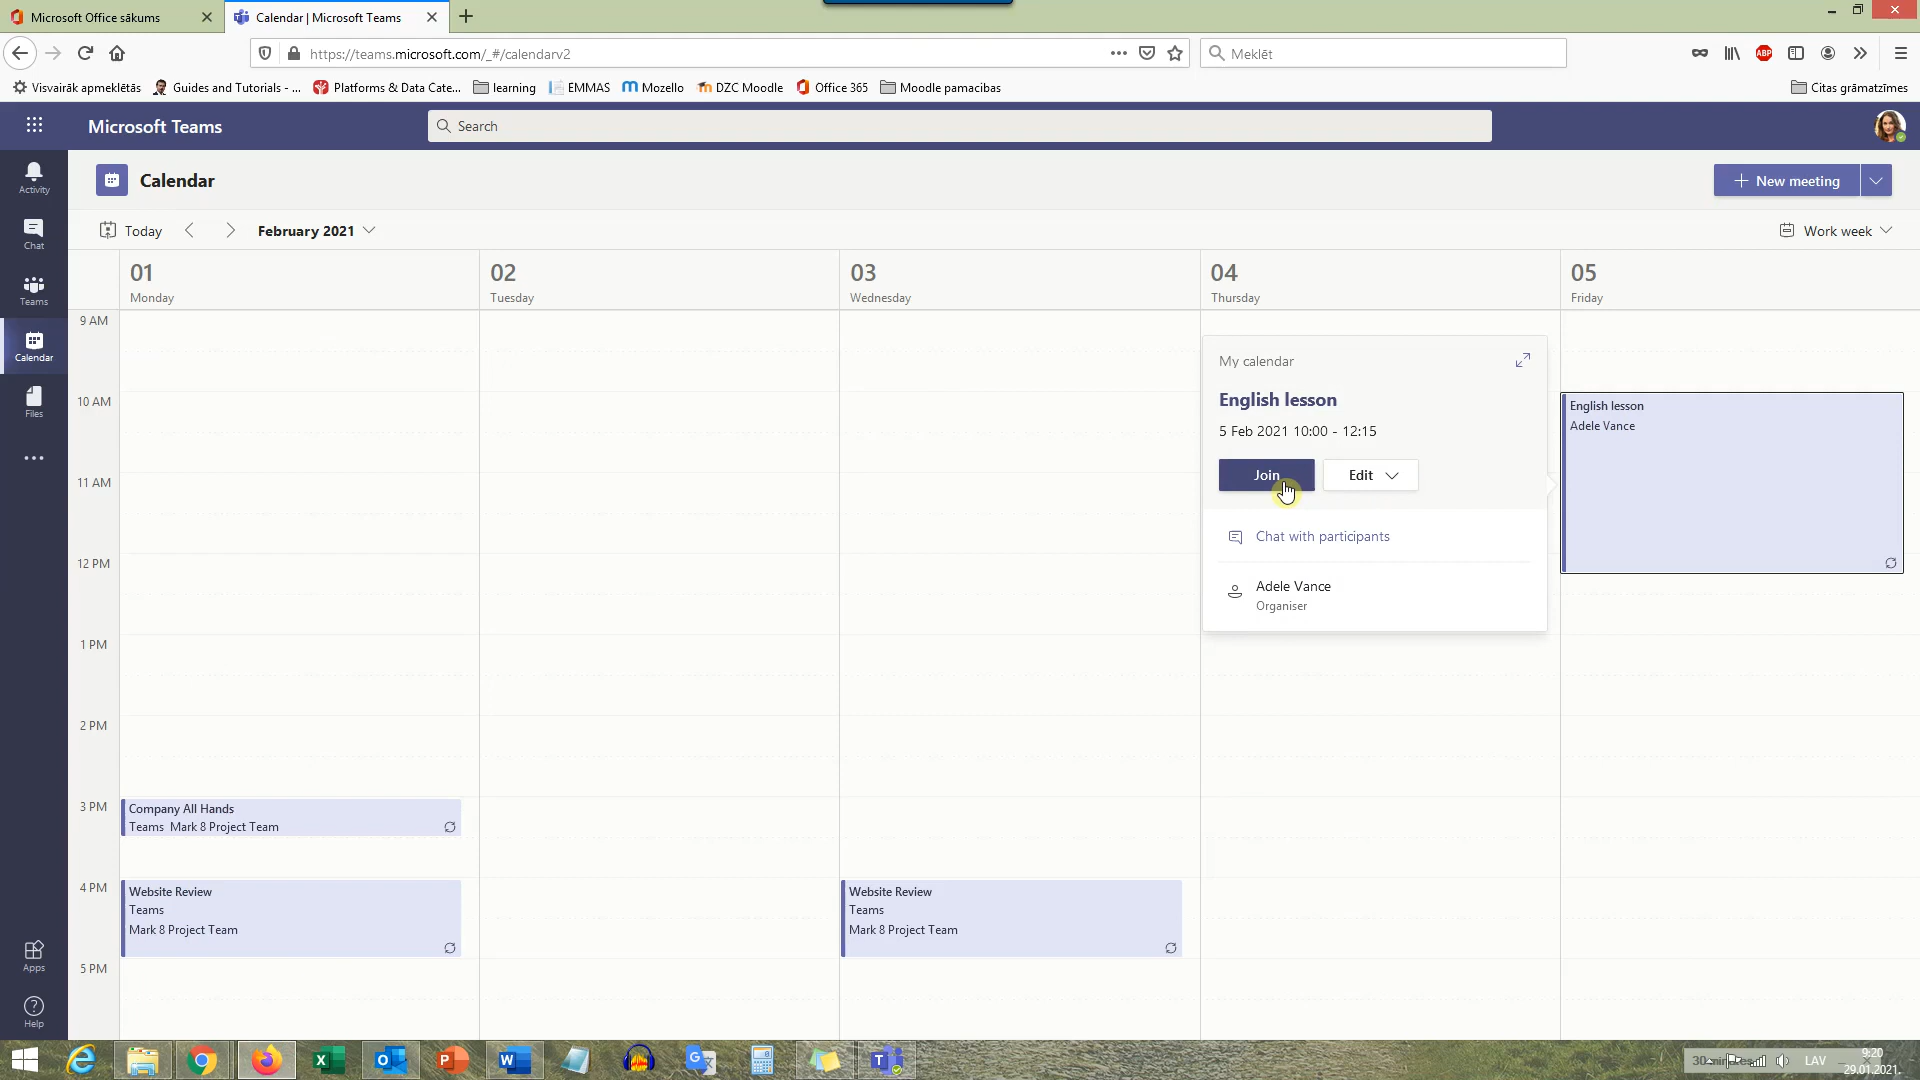 Microsoft Office sākums
Calendar | Microsoft Teams
https://teams.microsoft.com/_#/calendarv2
Meklēt
ABP
Visvairāk apmeklētās
Guides and Tutorials - ...
Platforms & Data Cate...
learning
EMMAS
Mozello
DZC Moodle
Office 365
Moodle pamacibas
Citas grāmatzīmes
Microsoft Teams
Search
Activity
Chat
Teams
Calendar
Files
Apps
Help
Calendar
New meeting
Today
February 2021
Work week
01
Monday
02
Tuesday
03
Wednesday
04
Thursday
05
Friday
9 AM
10 AM
11 AM
12 PM
1 PM
2 PM
3 PM
4 PM
5 PM
My calendar
English lesson
5 Feb 2021 10:00 - 12:15
Join
Edit
Chat with participants
Adele Vance
Organiser
English lesson
Adele Vance
Company All Hands
Teams Mark 8 Project Team
Website Review
Teams
Mark 8 Project Team
Website Review
Teams
Mark 8 Project Team
30 minutes
LAV
9:20
29.01.2021.